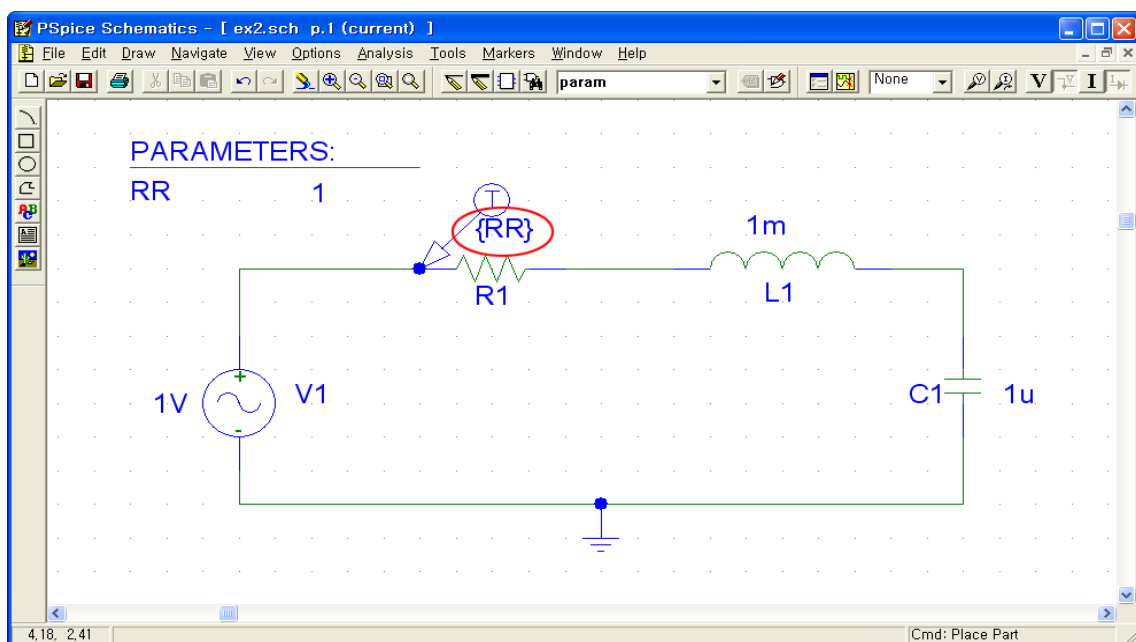 PSpice Schematics - [ ex2.sch p.1 (current) ]
File Edit Draw Navigate View Options Analysis Tools Markers Window Help
param None V V I
PARAMETERS:
RR 1
T
{RR}
1m
R1
L1
+
1V
V1
C1
1u
-
4.18, 2.41 Cmd: Place Part